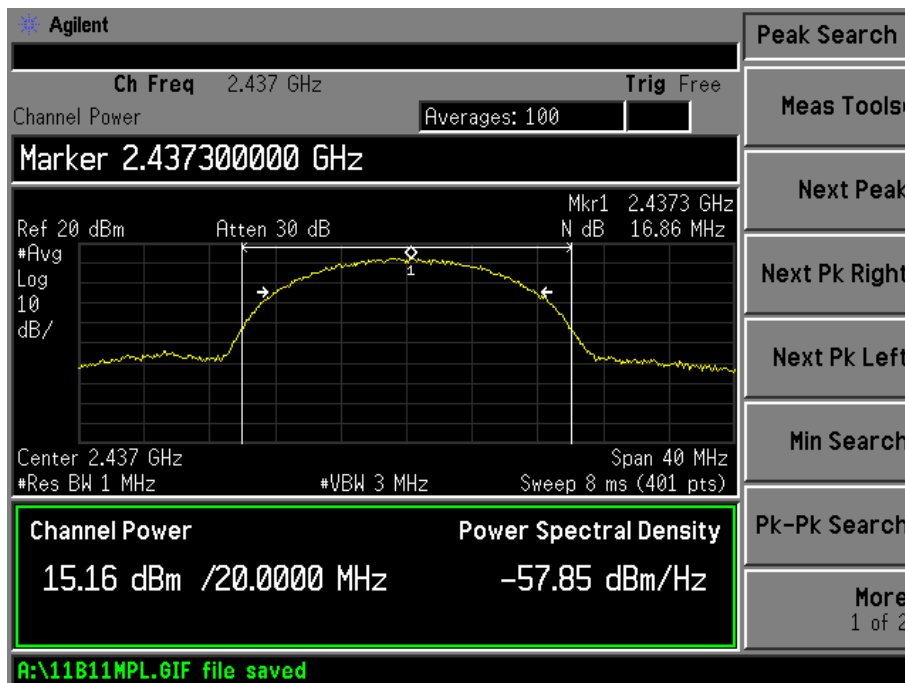 Agilent
Peak Search
Ch Freq 2.437 GHz Trig Free
Channel Power Averages: 100
Marker 2.437300000 GHz
Mkr1 2.4373 GHz
Ref 20 dBm Atten 30 dB N dB 16.86 MHz
#Avg
Log
10
dB/
1
Center 2.437 GHz Span 40 MHz
#Res BW 1 MHz #VBW 3 MHz Sweep 8 ms (401 pts)
Channel Power Power Spectral Density
15.16 dBm /20.0000 MHz -57.85 dBm/Hz
A:\11B11MPL.GIF file saved
Meas Tools
Next Peak
Next Pk Right
Next Pk Left
Min Search
Pk-Pk Search
More
1 of 2